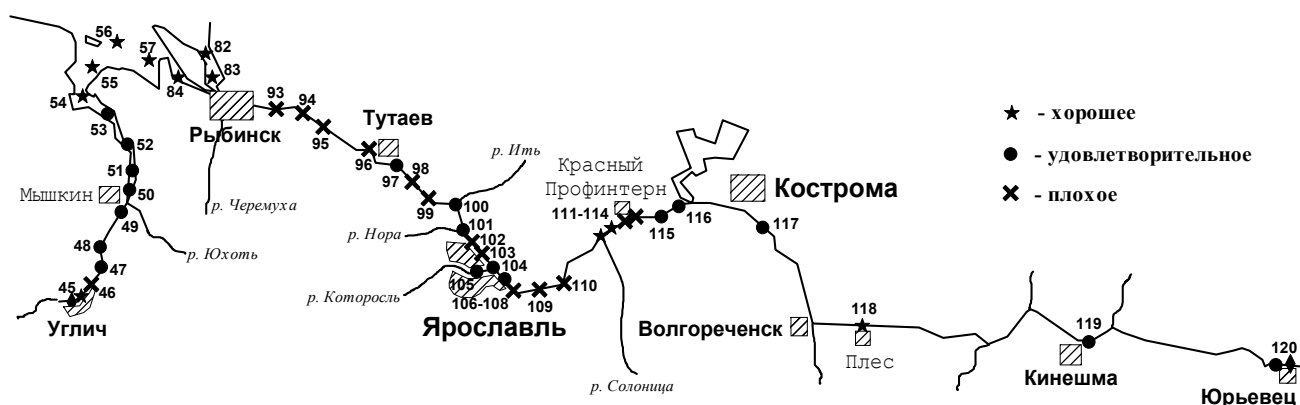 56
57
82
55
83
84
54
53
Рыбинск
93
94
95
Тутаев
96
97
98
99
р. Ить
100
52
51
50
Мышкин
49
р. Черемуха
р. Юхоть
48
47
45
46
Углич
р. Нора
101
102
103
104
105
р. Которосль
106-108
109
110
Ярославль
Красный
Профинтерн
111-114
115
116
Кострома
117
р. Солоница
Волгореченск
118
Плес
119
Кинешма
120
Юрьевец
- хорошее
- удовлетворительное
- плохое